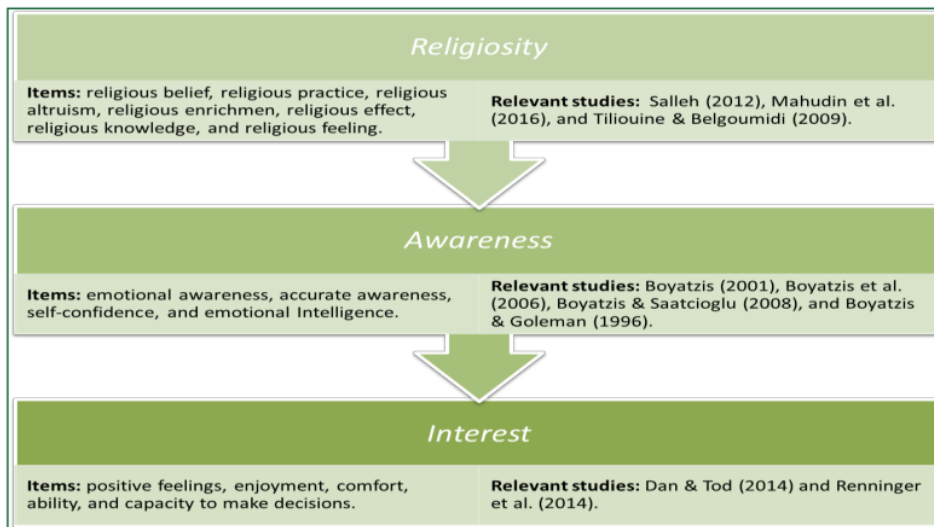 Religiosity
Items: religious belief, religious practice, religious
altruism, religious enrichmen, religious effect,
religious knowledge, and religious feeling.
Relevant studies: Salleh (2012), Mahudin et al.
(2016), and Tiliouine & Belgoumidi (2009).
Awareness
Items: emotional awareness, accurate awareness,
self-confidence, and emotional Intelligence.
Relevant studies: Boyatzis (2001), Boyatzis et al.
(2006), Boyatzis & Saatcioglu (2008), and Boyatzis
& Goleman (1996).
Interest
Items: positive feelings, enjoyment, comfort,
ability, and capacity to make decisions.
Relevant studies: Dan & Tod (2014) and Renninger
et al. (2014).